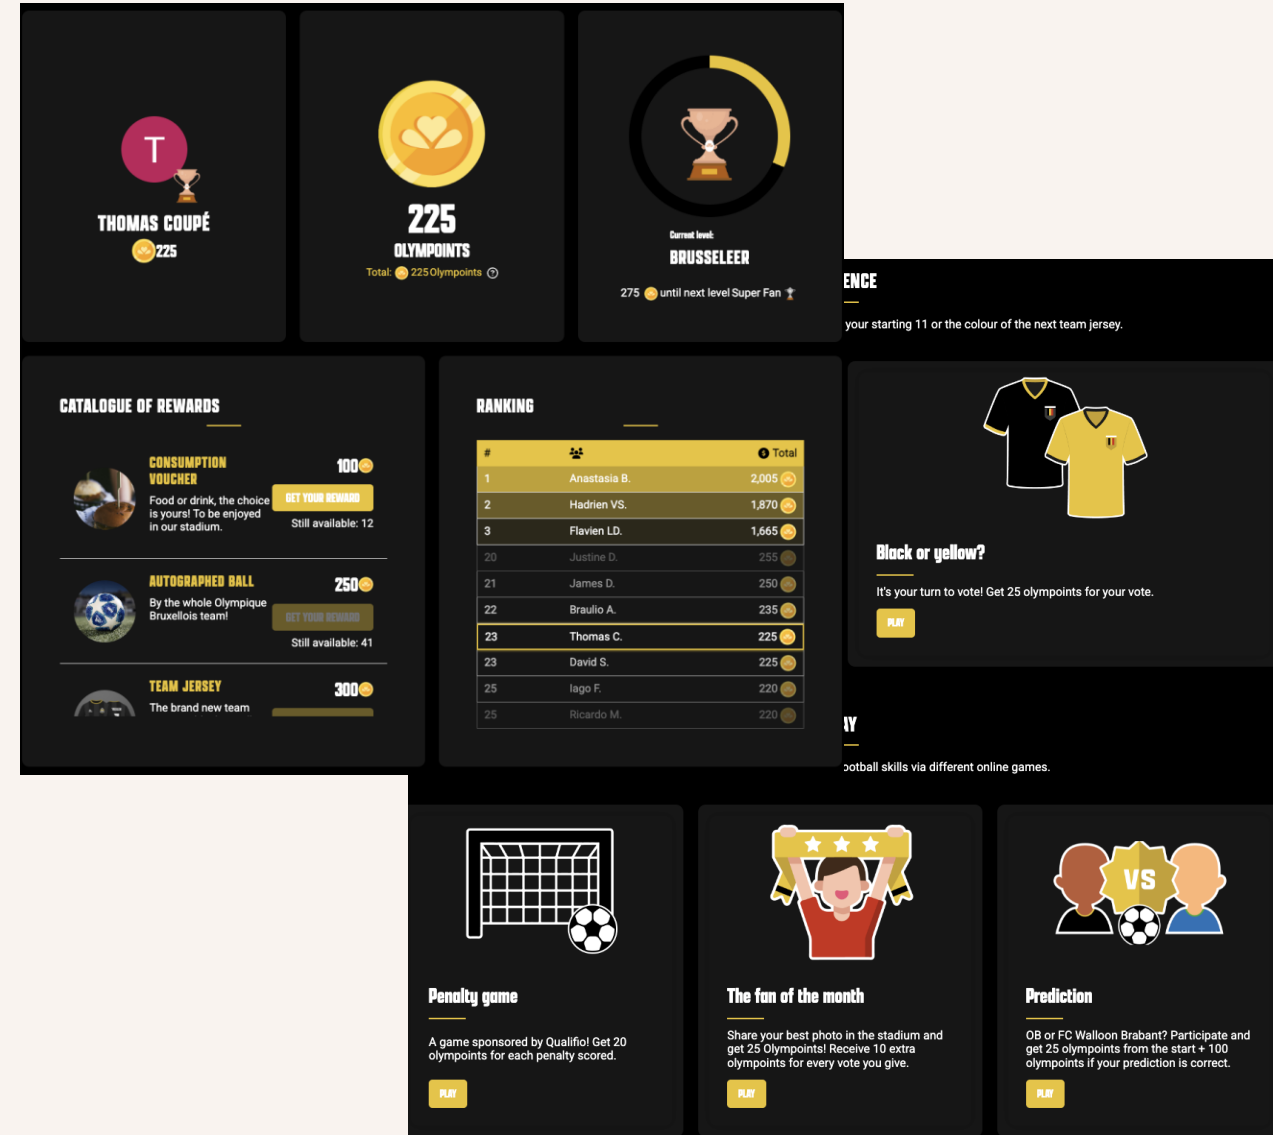 T
THOMAS COUPÉ
225
225
OLYMPOINTS
Total: 225 Olympoints ?
Current level:
BRUSSELEER
275 until next level Super Fan
CATALOGUE OF REWARDS
CONSUMPTION
VOUCHER
100
Food or drink, the choice
is yours! To be enjoyed
in our stadium.
GET YOUR REWARD
Still available: 12
AUTOGRAPHED BALL
250
By the whole Olympique
Bruxellois team!
GET YOUR REWARD
Still available: 41
TEAM JERSEY
300
The brand new team
RANKING
# $ Total
1 Anastasia B. 2,005
2 Hadrien VS. 1,870
3 Flavien LD. 1,665
20 Justine D. 255
21 James D. 250
22 Braulio A. 235
23 Thomas C. 225
23 David S. 225
25 Iago F. 220
25 Ricardo M. 220
ENCE
your starting 11 or the colour of the next team jersey.
Black or yellow?
It's your turn to vote! Get 25 olympoints for your vote.
PLAY
AY
ootball skills via different online games.
Penalty game
A game sponsored by Qualifio! Get 20
olympoints for each penalty scored.
PLAY
The fan of the month
Share your best photo in the stadium and
get 25 Olympoints! Receive 10 extra
olympoints for every vote you give.
PLAY
VS
Prediction
OB or FC Walloon Brabant? Participate and
get 25 olympoints from the start + 100
olympoints if your prediction is correct.
PLAY